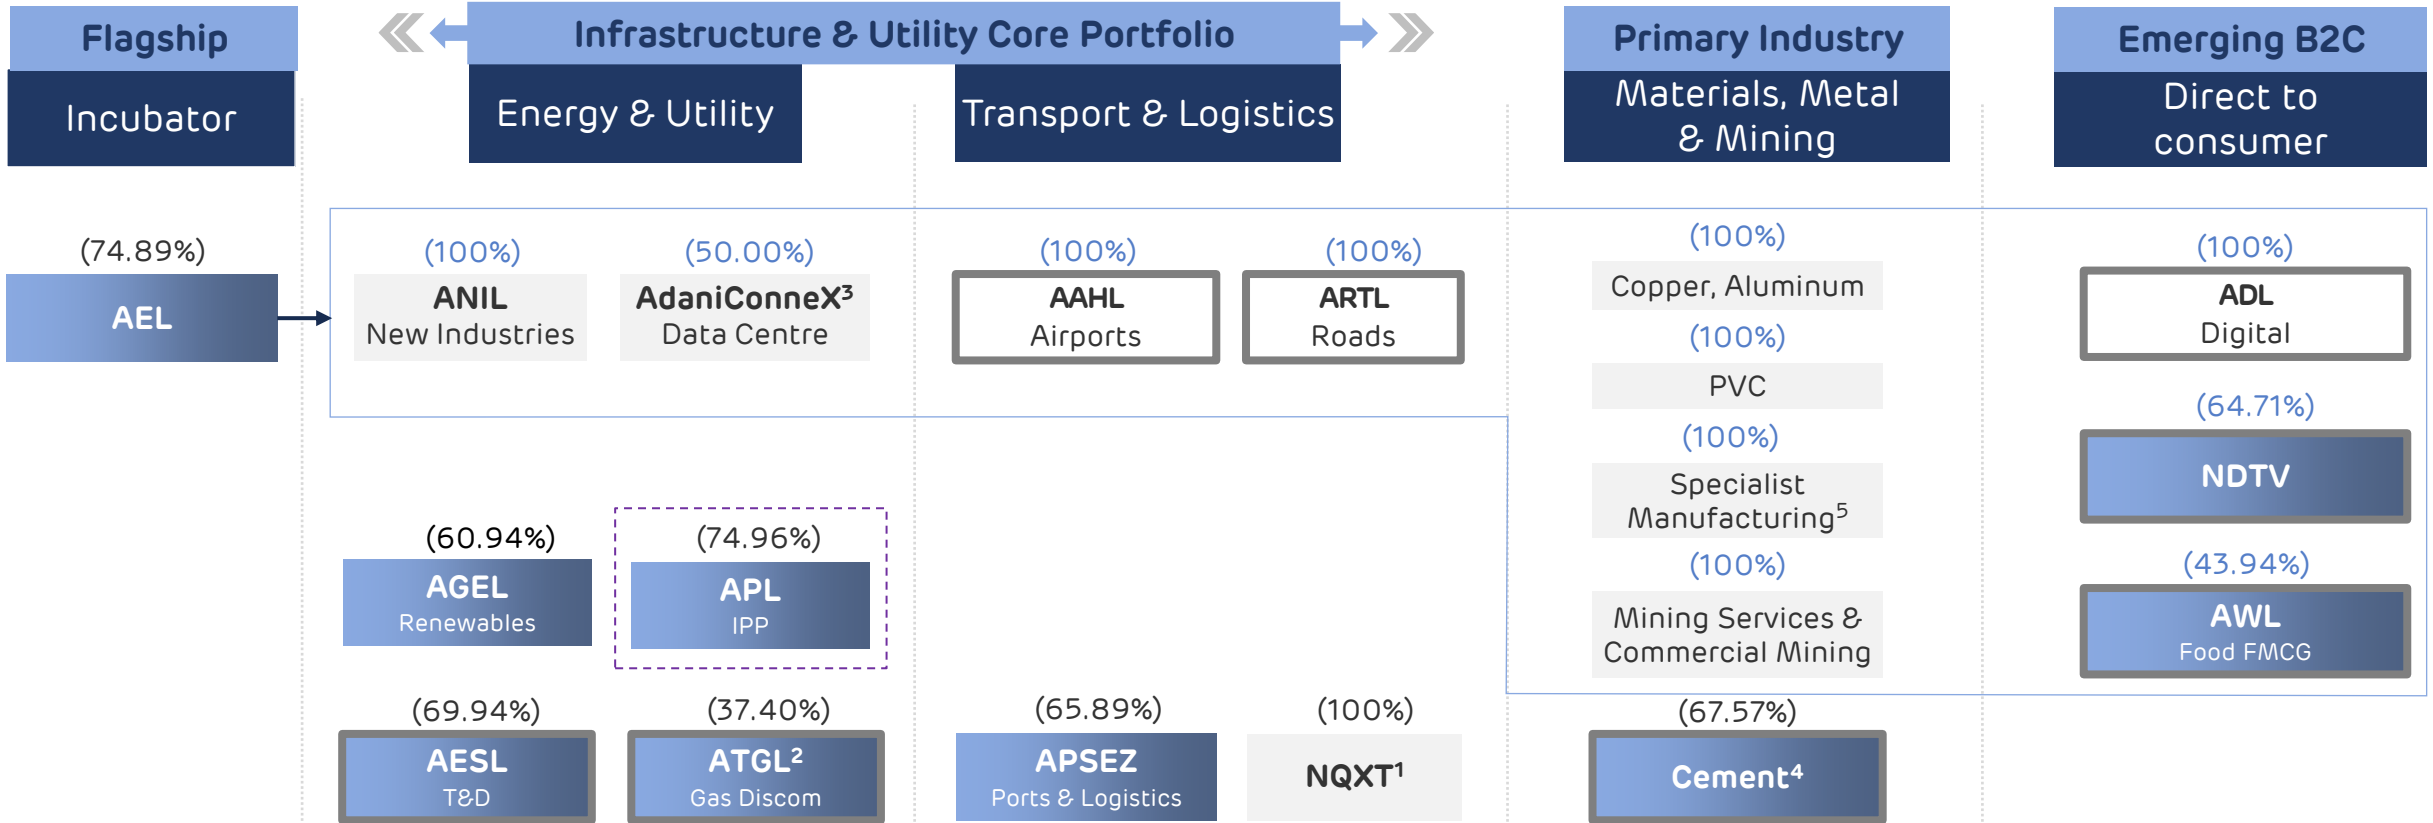 Flagship
Incubator
Infrastructure & Utility Core Portfolio
Energy & Utility
Transport & Logistics
Primary Industry
Materials, Metal
& Mining
Emerging B2C
Direct to
consumer
(74.89%)
AEL
(100%)
ANIL
New Industries
(50.00%)
AdaniConneX³
Data Centre
(100%)
AAHL
Airports
(100%)
ARTL
Roads
(100%)
Copper, Aluminum
(100%)
PVC
(100%)
Specialist
Manufacturing⁵
(100%)
Mining Services &
Commercial Mining
(100%)
ADL
Digital
(64.71%)
NDTV
(43.94%)
AWL
Food FMCG
(60.94%)
AGEL
Renewables
(74.96%)
APL
IPP
(69.94%)
AESL
T&D
(37.40%)
ATGL²
Gas Discom
(65.89%)
APSEZ
Ports & Logistics
(100%)
NQXT¹
(67.57%)
Cement⁴